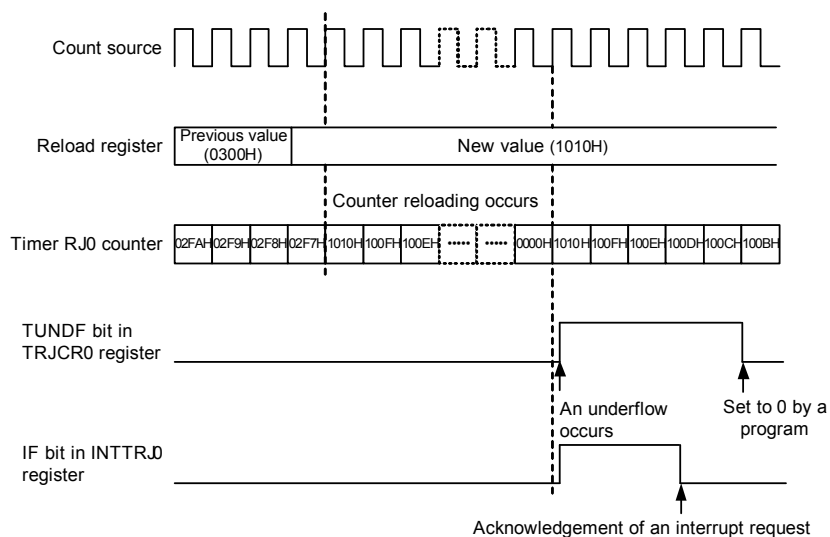 Count source
Reload register
Previous value
(0300H)
New value (1010H)
Counter reloading occurs
Timer RJ0 counter
02FAH 02F9H 02F8H 02F7H 1010H 100FH 100EH ····· ····· 0000H 1010H 100FH 100EH 100DH 100CH 100BH
TUNDF bit in
TRJCR0 register
An underflow
occurs
Set to 0 by a
program
IF bit in INTTRJ0
register
Acknowledgement of an interrupt request